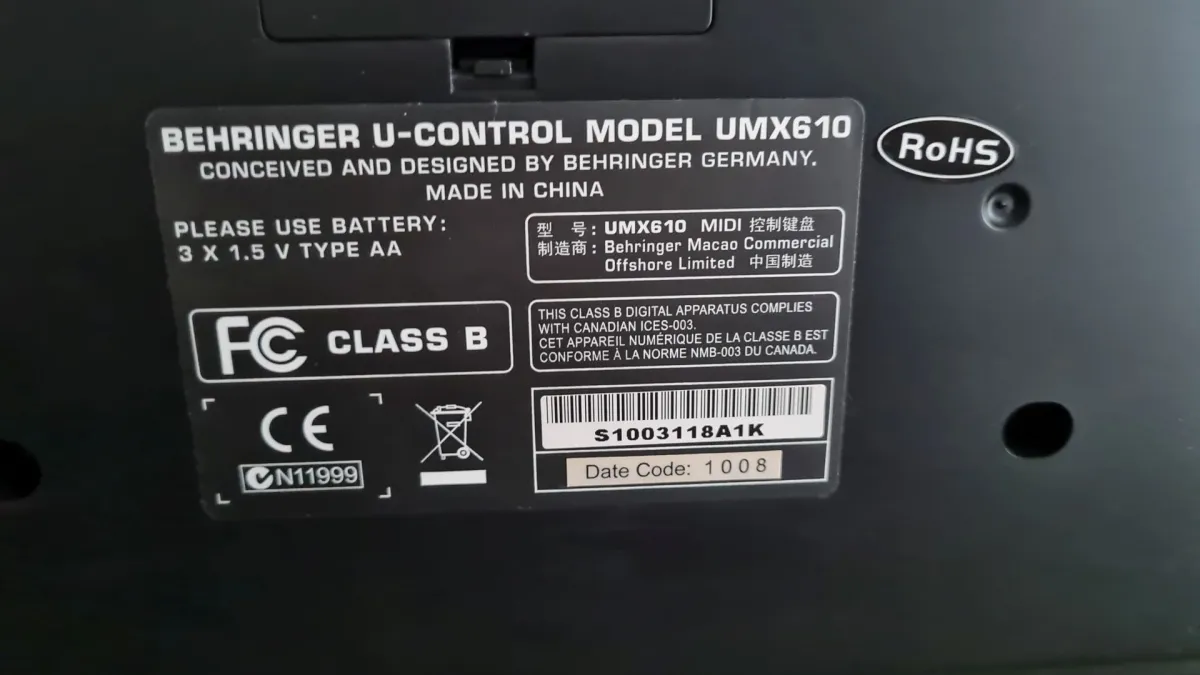 BEHRINGER U-CONTROL MODEL UMX610
CONCEIVED AND DESIGNED BY BEHRINGER GERMANY.
MADE IN CHINA
RoHS
PLEASE USE BATTERY:
3 X 1.5 V TYPE AA
型 号: UMX610 MIDI 控制键盘
制造商: Behringer Macao Commercial
Offshore Limited 中国制造
FC CLASS B
THIS CLASS B DIGITAL APPARATUS COMPLIES
WITH CANADIAN ICES-003.
CET APPAREIL NUMÉRIQUE DE LA CLASSE B EST
CONFORME À LA NORME NMB-003 DU CANADA.
CE
N11999
S1003118A1K
Date Code: 1008